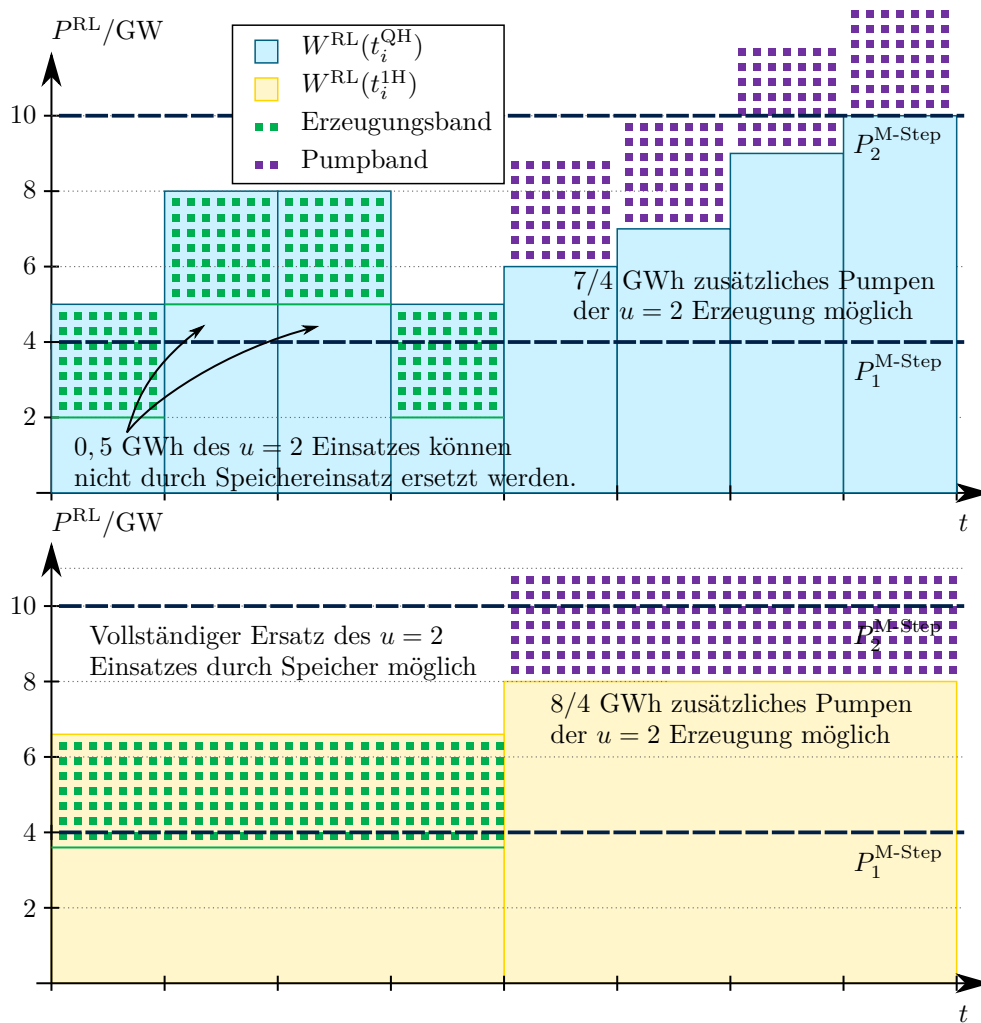 P^RL/GW
W^RL(t_i^QH)
W^RL(t_i^1H)
Erzeugungsband
Pumpband
10
8
6
4
2
P_2^M-Step
7/4 GWh zusätzliches Pumpen
der u = 2 Erzeugung möglich
P_1^M-Step
0,5 GWh des u = 2 Einsatzes können
nicht durch Speichereinsatz ersetzt werden.
t
P^RL/GW
10
8
6
4
2
Vollständiger Ersatz des u = 2
Einsatzes durch Speicher möglich
P_2^M-Step
8/4 GWh zusätzliches Pumpen
der u = 2 Erzeugung möglich
P_1^M-Step
t